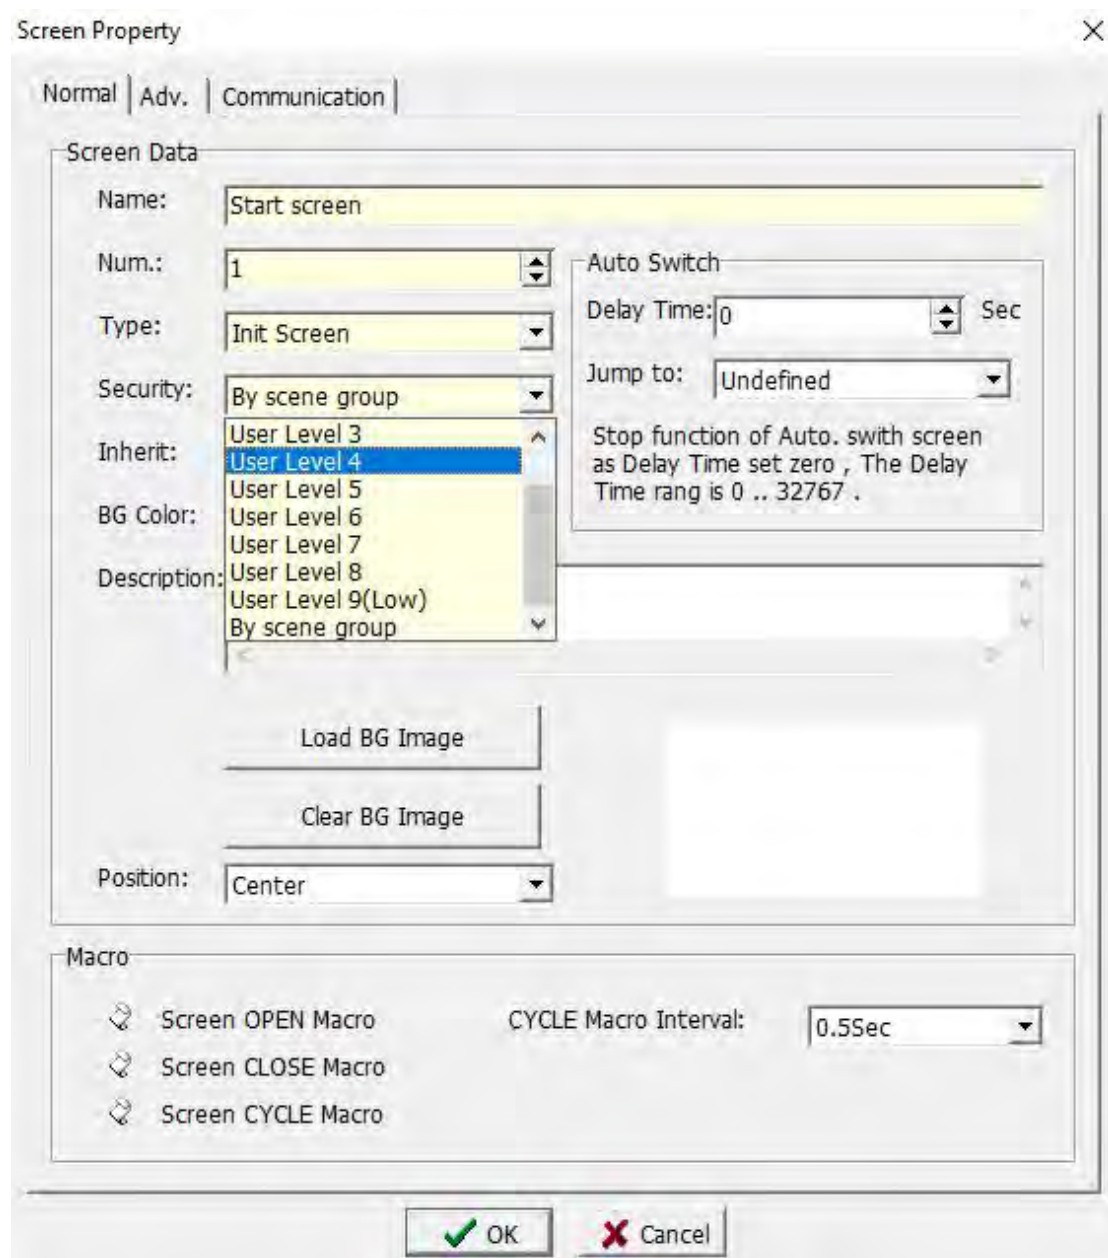 Screen Property
Normal Adv. Communication
Screen Data
Name: Start screen
Num.: 1
Type: Init Screen
Security: By scene group
User Level 3
User Level 4
User Level 5
User Level 6
User Level 7
User Level 8
User Level 9(Low)
By scene group
Inherit:
BG Color:
Description:
Auto Switch
Delay Time: 0 Sec
Jump to: Undefined
Stop function of Auto. swith screen
as Delay Time set zero , The Delay
Time rang is 0 .. 32767 .
Load BG Image
Clear BG Image
Position: Center
Macro
Screen OPEN Macro CYCLE Macro Interval: 0.5Sec
Screen CLOSE Macro
Screen CYCLE Macro
OK Cancel